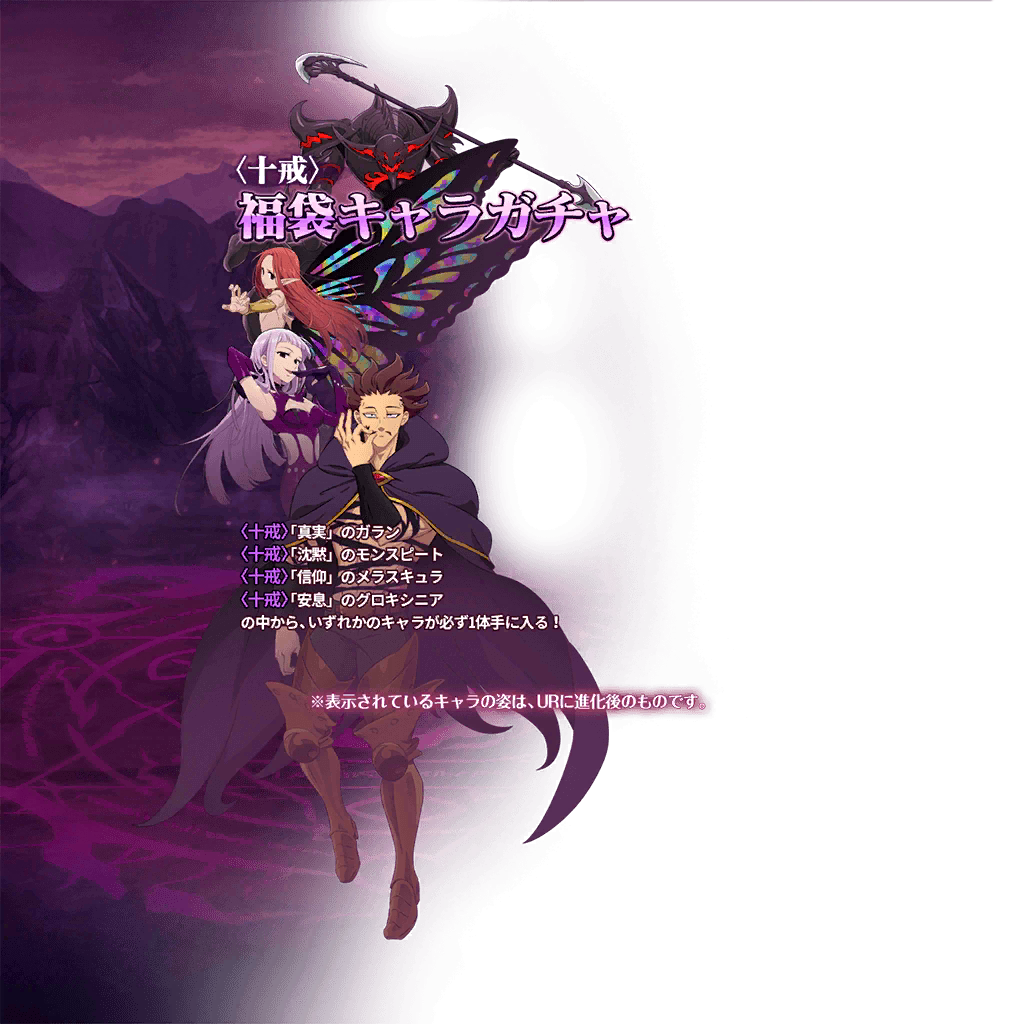 〈十戒〉
福袋キャラガチャ
〈十戒〉「真実」のガラン
〈十戒〉「沈黙」のモンスピート
〈十戒〉「信仰」のメラスキュラ
〈十戒〉「安息」のグロキシニア
の中から、いずれかのキャラが必ず1体手に入る！
※表示されているキャラの姿は、URに進化後のものです。